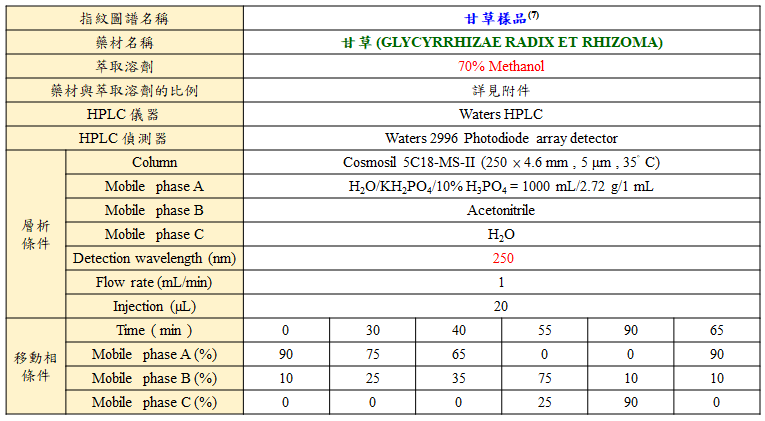 指紋圖譜名稱 甘草樣品(7)
藥材名稱 甘草 (GLYCYRRHIZAE RADIX ET RHIZOMA)
萃取溶劑 70% Methanol
藥材與萃取溶劑的比例 詳見附件
HPLC 儀器 Waters HPLC
HPLC 偵測器 Waters 2996 Photodiode array detector
層析條件
Column Cosmosil 5C18-MS-II (250 × 4.6 mm , 5 μm , 35° C)
Mobile phase A H2O/KH2PO4/10% H3PO4 = 1000 mL/2.72 g/1 mL
Mobile phase B Acetonitrile
Mobile phase C H2O
Detection wavelength (nm) 250
Flow rate (mL/min) 1
Injection (μL) 20
移動相條件
Time ( min ) 0 30 40 55 90 65
Mobile phase A (%) 90 75 65 0 0 90
Mobile phase B (%) 10 25 35 75 10 10
Mobile phase C (%) 0 0 0 25 90 0